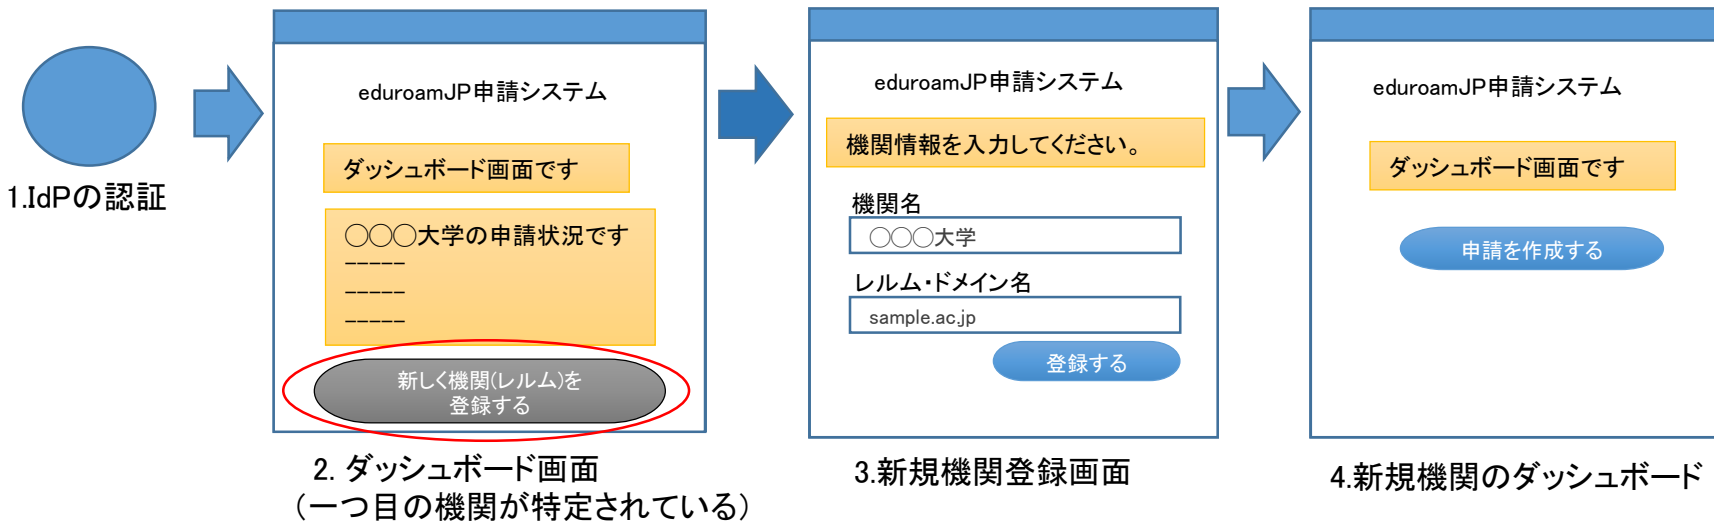 1.IdPの認証
eduroamJP申請システム
ダッシュボード画面です
◯◯◯大学の申請状況です
-----
-----
-----
新しく機関(レルム)を
登録する
2. ダッシュボード画面
（一つ目の機関が特定されている）
eduroamJP申請システム
機関情報を入力してください。
機関名
◯◯◯大学
レルム・ドメイン名
sample.ac.jp
登録する
3.新規機関登録画面
eduroamJP申請システム
ダッシュボード画面です
申請を作成する
4.新規機関のダッシュボード